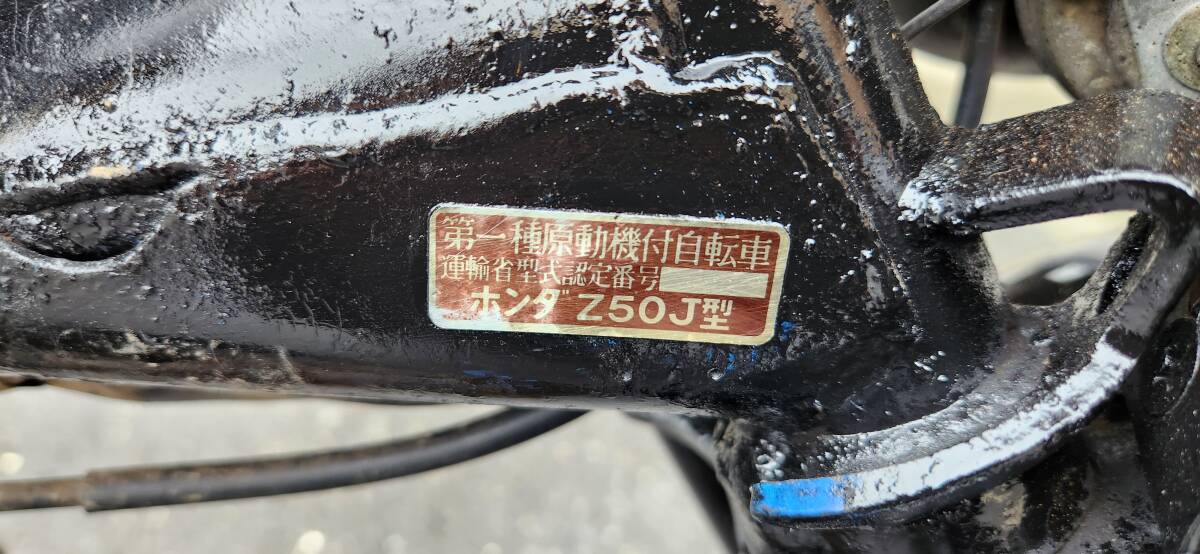 第一種原動機付自転車
運輸省型式認定番号
ホンダ Z50J型